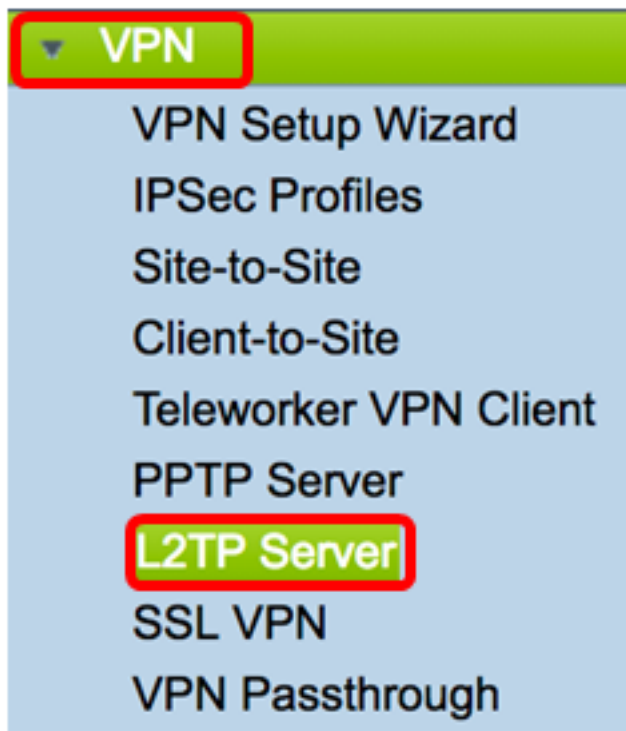 VPN
VPN Setup Wizard
IPSec Profiles
Site-to-Site
Client-to-Site
Teleworker VPN Client
PPTP Server
L2TP Server
SSL VPN
VPN Passthrough